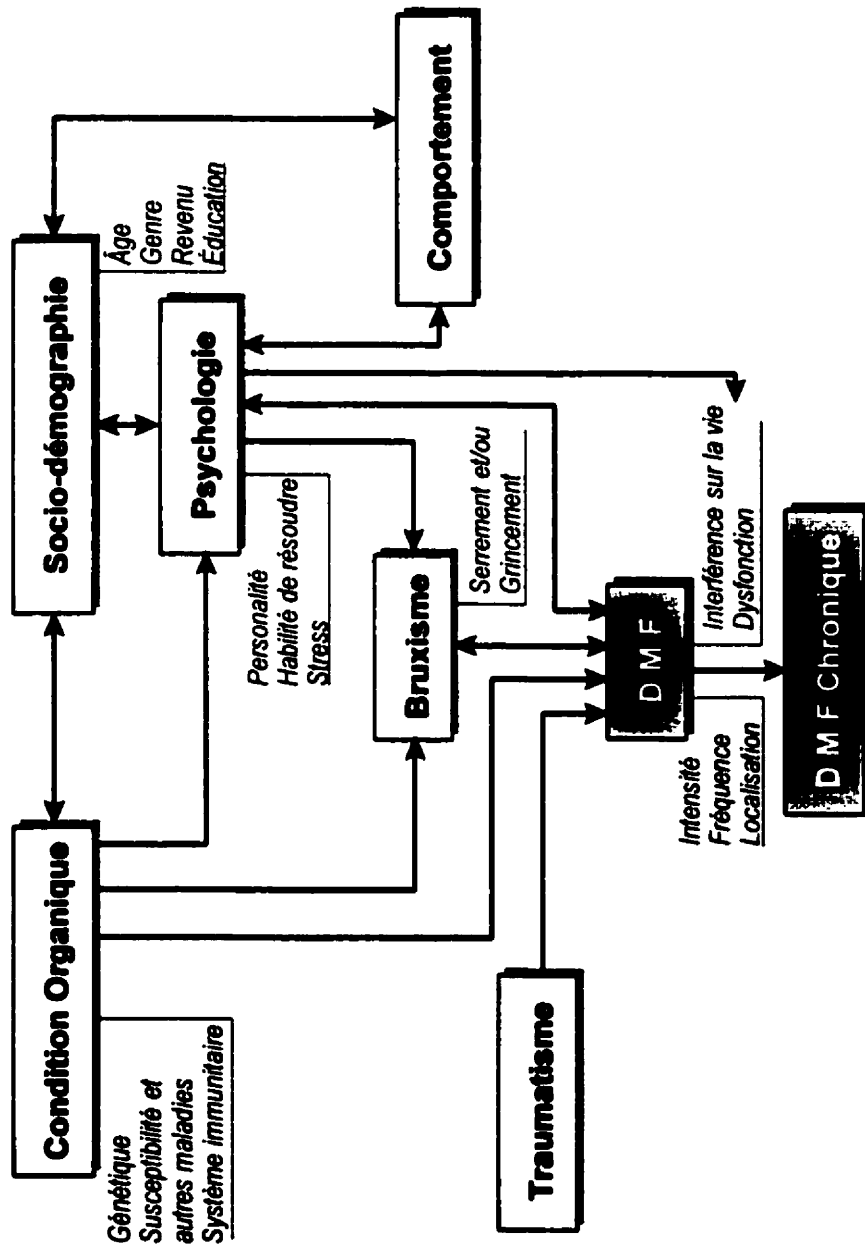 Condition Organique
Génétique
Susceptibilité et
autres maladies
Système immunitaire
Socio-démographie
Âge
Genre
Revenu
Éducation
Psychologie
Personalité
Habilité de résoudre
Stress
Comportement
Bruxisme
Serrement et/ou
Grincement
Traumatisme
D M F
Intensité
Fréquence
Localisation
Interférence sur la vie
Dysfonction
D M F Chronique